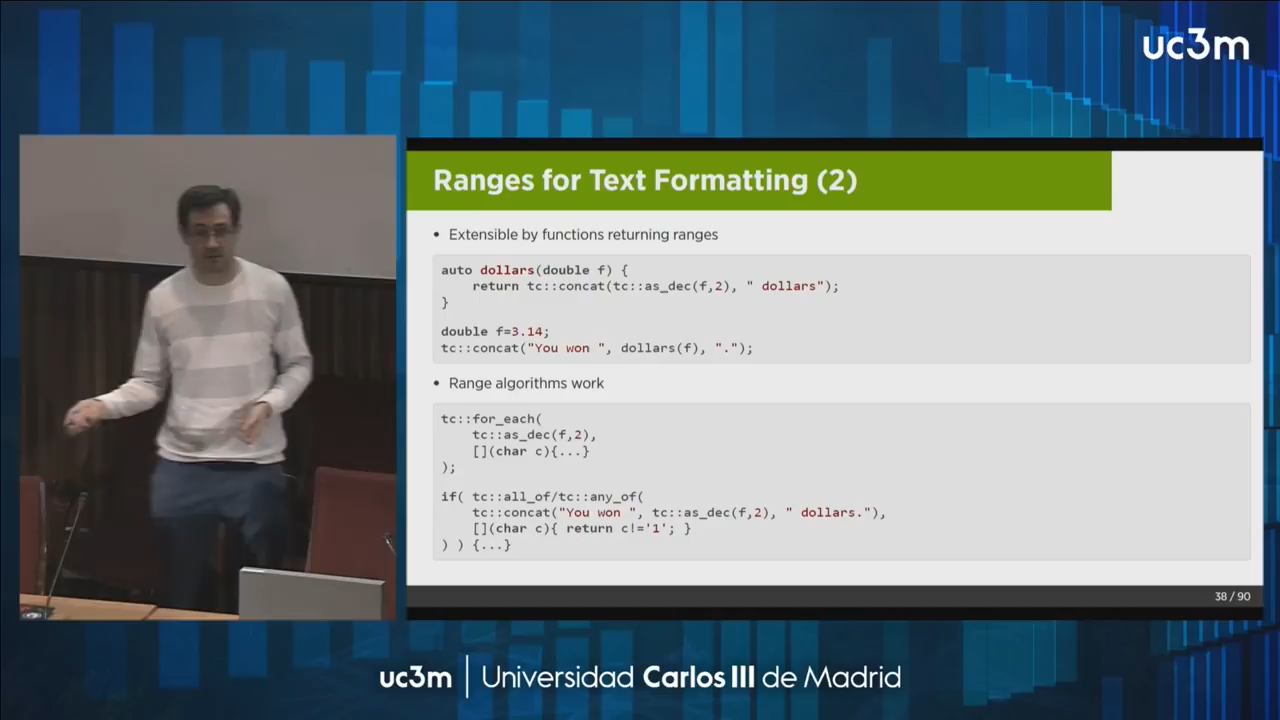 uc3m
Ranges for Text Formatting (2)
• Extensible by functions returning ranges
auto dollars(double f) {
return tc::concat(tc::as_dec(f,2), " dollars");
}
double f=3.14;
tc::concat("You won ", dollars(f), ".");
• Range algorithms work
tc::for_each(
tc::as_dec(f,2),
[](char c){...}
);
if( tc::all_of/tc::any_of(
tc::concat("You won ", tc::as_dec(f,2), " dollars."),
[](char c){ return c!='1'; }
) ) {...}
38 / 90
uc3m | Universidad Carlos III de Madrid